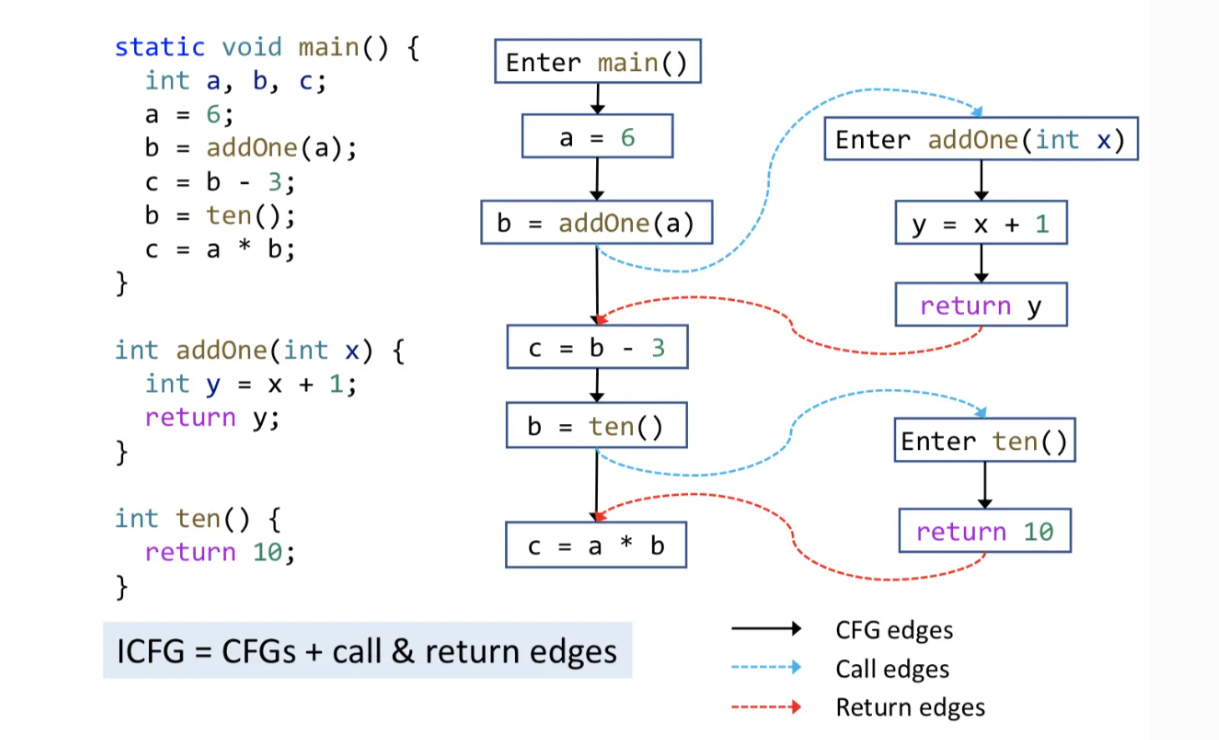 static void main() {
int a, b, c;
a = 6;
b = addOne(a);
c = b - 3;
b = ten();
c = a * b;
}
int addOne(int x) {
int y = x + 1;
return y;
}
int ten() {
return 10;
}
ICFG = CFGs + call & return edges
Enter main()
a = 6
b = addOne(a)
c = b - 3
b = ten()
c = a * b
Enter addOne(int x)
y = x + 1
return y
Enter ten()
return 10
CFG edges
Call edges
Return edges